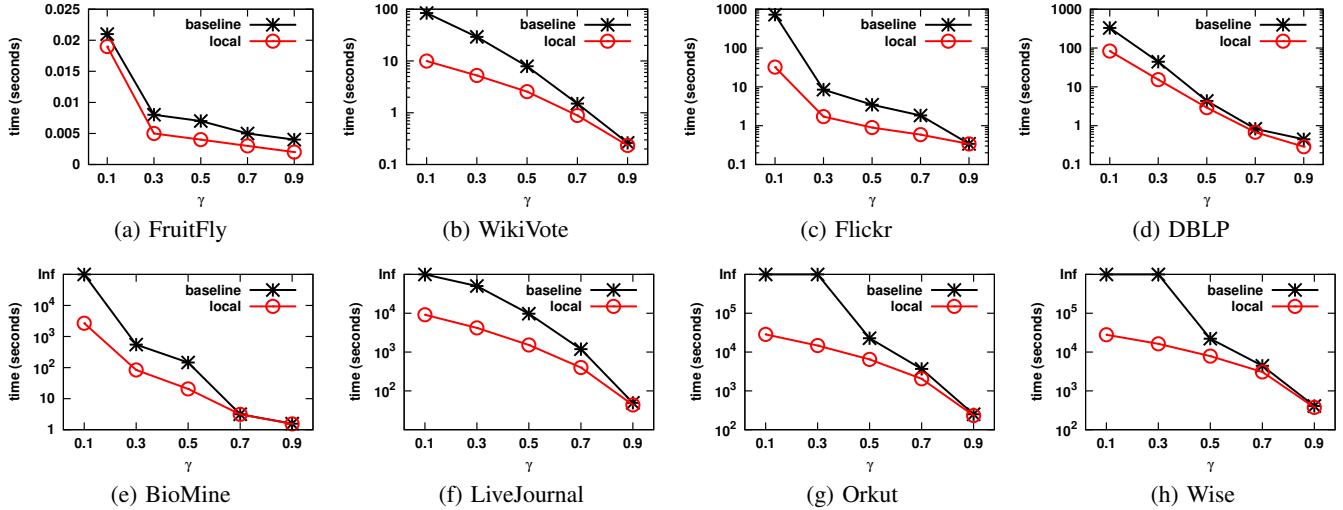 time (seconds)
0.025
0.02
0.015
0.01
0.005
0
0.1 0.3 0.5 0.7 0.9
γ
baseline
local
(a) FruitFly
time (seconds)
100
10
1
0.1
0.1 0.3 0.5 0.7 0.9
γ
baseline
local
(b) WikiVote
time (seconds)
1000
100
10
1
0.1
0.1 0.3 0.5 0.7 0.9
γ
baseline
local
(c) Flickr
time (seconds)
1000
100
10
1
0.1
0.1 0.3 0.5 0.7 0.9
γ
baseline
local
(d) DBLP
time (seconds)
Inf
10^4
10^3
10^2
10
1
0.1 0.3 0.5 0.7 0.9
γ
baseline
local
(e) BioMine
time (seconds)
Inf
10^4
10^3
10^2
0.1 0.3 0.5 0.7 0.9
γ
baseline
local
(f) LiveJournal
time (seconds)
Inf
10^5
10^4
10^3
10^2
0.1 0.3 0.5 0.7 0.9
γ
baseline
local
(g) Orkut
time (seconds)
Inf
10^5
10^4
10^3
10^2
0.1 0.3 0.5 0.7 0.9
γ
baseline
local
(h) Wise